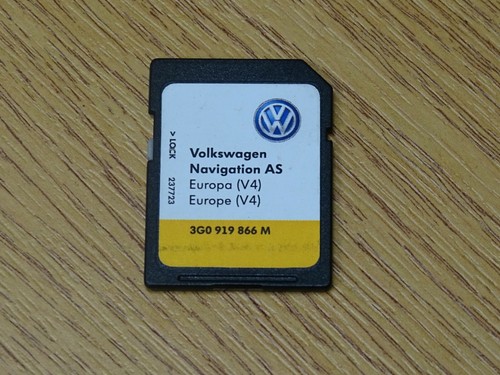 Volkswagen
Navigation AS
Europa (V4)
Europe (V4)
3G0 919 866 M
> LOCK
237723